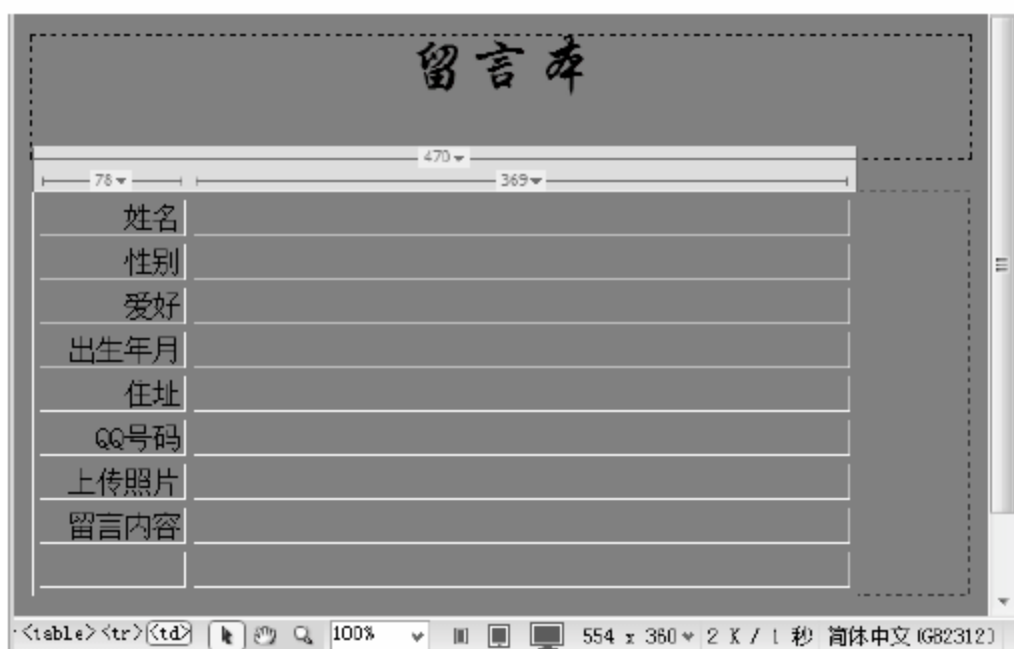 留言本
470
78 369
姓名
性别
爱好
出生年月
住址
QQ号码
上传照片
留言内容
<table><tr><td> 100% 554 x 360 2 K / 1 秒 简体中文(GB2312)